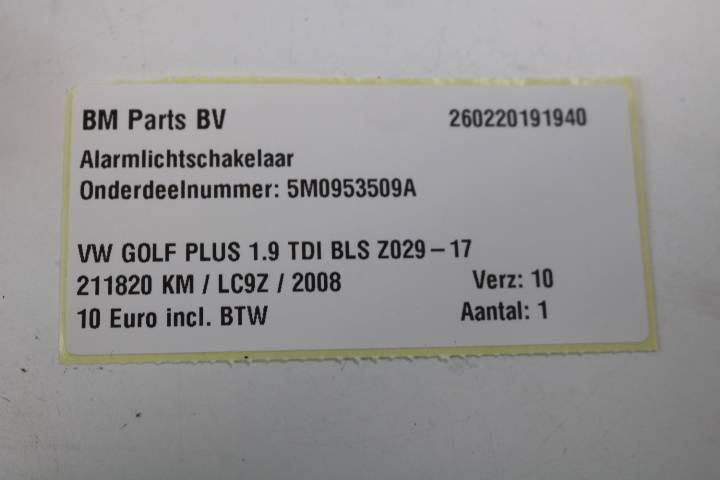 BM Parts BV 260220191940
Alarmlichtschakelaar
Onderdeelnummer: 5M0953509A
VW GOLF PLUS 1.9 TDI BLS Z029-17
211820 KM / LC9Z / 2008 Verz: 10
10 Euro incl. BTW Aantal: 1